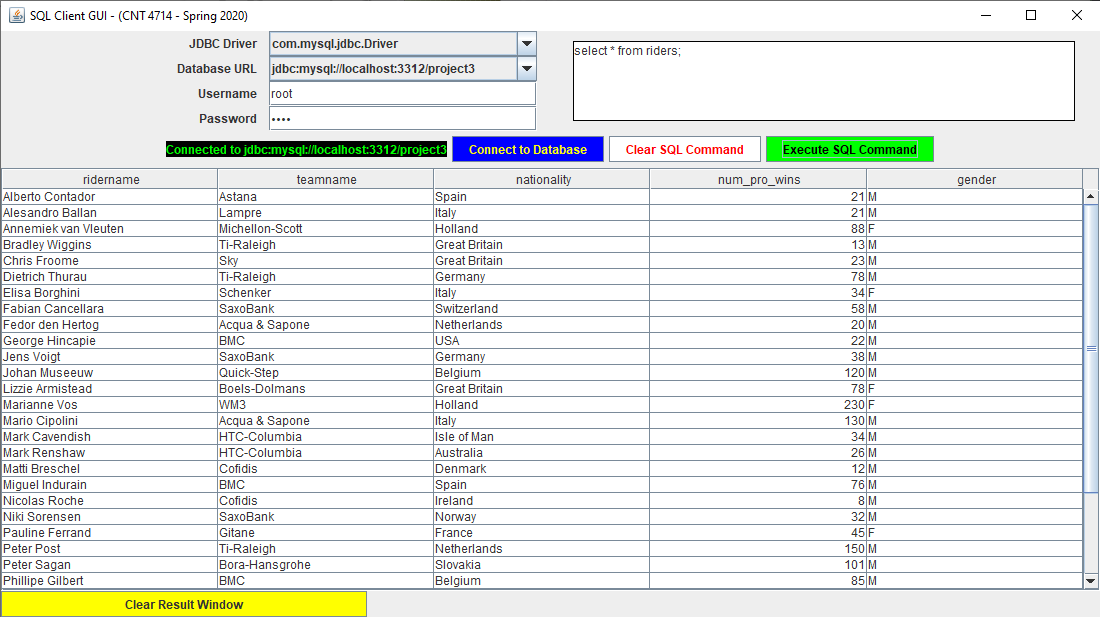 SQL Client GUI - (CNT 4714 - Spring 2020)
JDBC Driver com.mysql.jdbc.Driver
Database URL jdbc:mysql://localhost:3312/project3
Username root
Password ••••
select * from riders;
Connected to jdbc:mysql://localhost:3312/project3 Connect to Database Clear SQL Command Execute SQL Command
ridername teamname nationality num_pro_wins gender
Alberto Contador Astana Spain 21 M
Alesandro Ballan Lampre Italy 21 M
Annemiek van Vleuten Michellon-Scott Holland 88 F
Bradley Wiggins Ti-Raleigh Great Britain 13 M
Chris Froome Sky Great Britain 23 M
Dietrich Thurau Ti-Raleigh Germany 78 M
Elisa Borghini Schenker Italy 34 F
Fabian Cancellara SaxoBank Switzerland 58 M
Fedor den Hertog Acqua & Sapone Netherlands 20 M
George Hincapie BMC USA 22 M
Jens Voigt SaxoBank Germany 38 M
Johan Museeuw Quick-Step Belgium 120 M
Lizzie Armistead Boels-Dolmans Great Britain 78 F
Marianne Vos WM3 Holland 230 F
Mario Cipolini Acqua & Sapone Italy 130 M
Mark Cavendish HTC-Columbia Isle of Man 34 M
Mark Renshaw HTC-Columbia Australia 26 M
Matti Breschel Cofidis Denmark 12 M
Miguel Indurain BMC Spain 76 M
Nicolas Roche Cofidis Ireland 8 M
Niki Sorensen SaxoBank Norway 32 M
Pauline Ferrand Gitane France 45 F
Peter Post Ti-Raleigh Netherlands 150 M
Peter Sagan Bora-Hansgrohe Slovakia 101 M
Phillipe Gilbert BMC Belgium 85 M
Clear Result Window